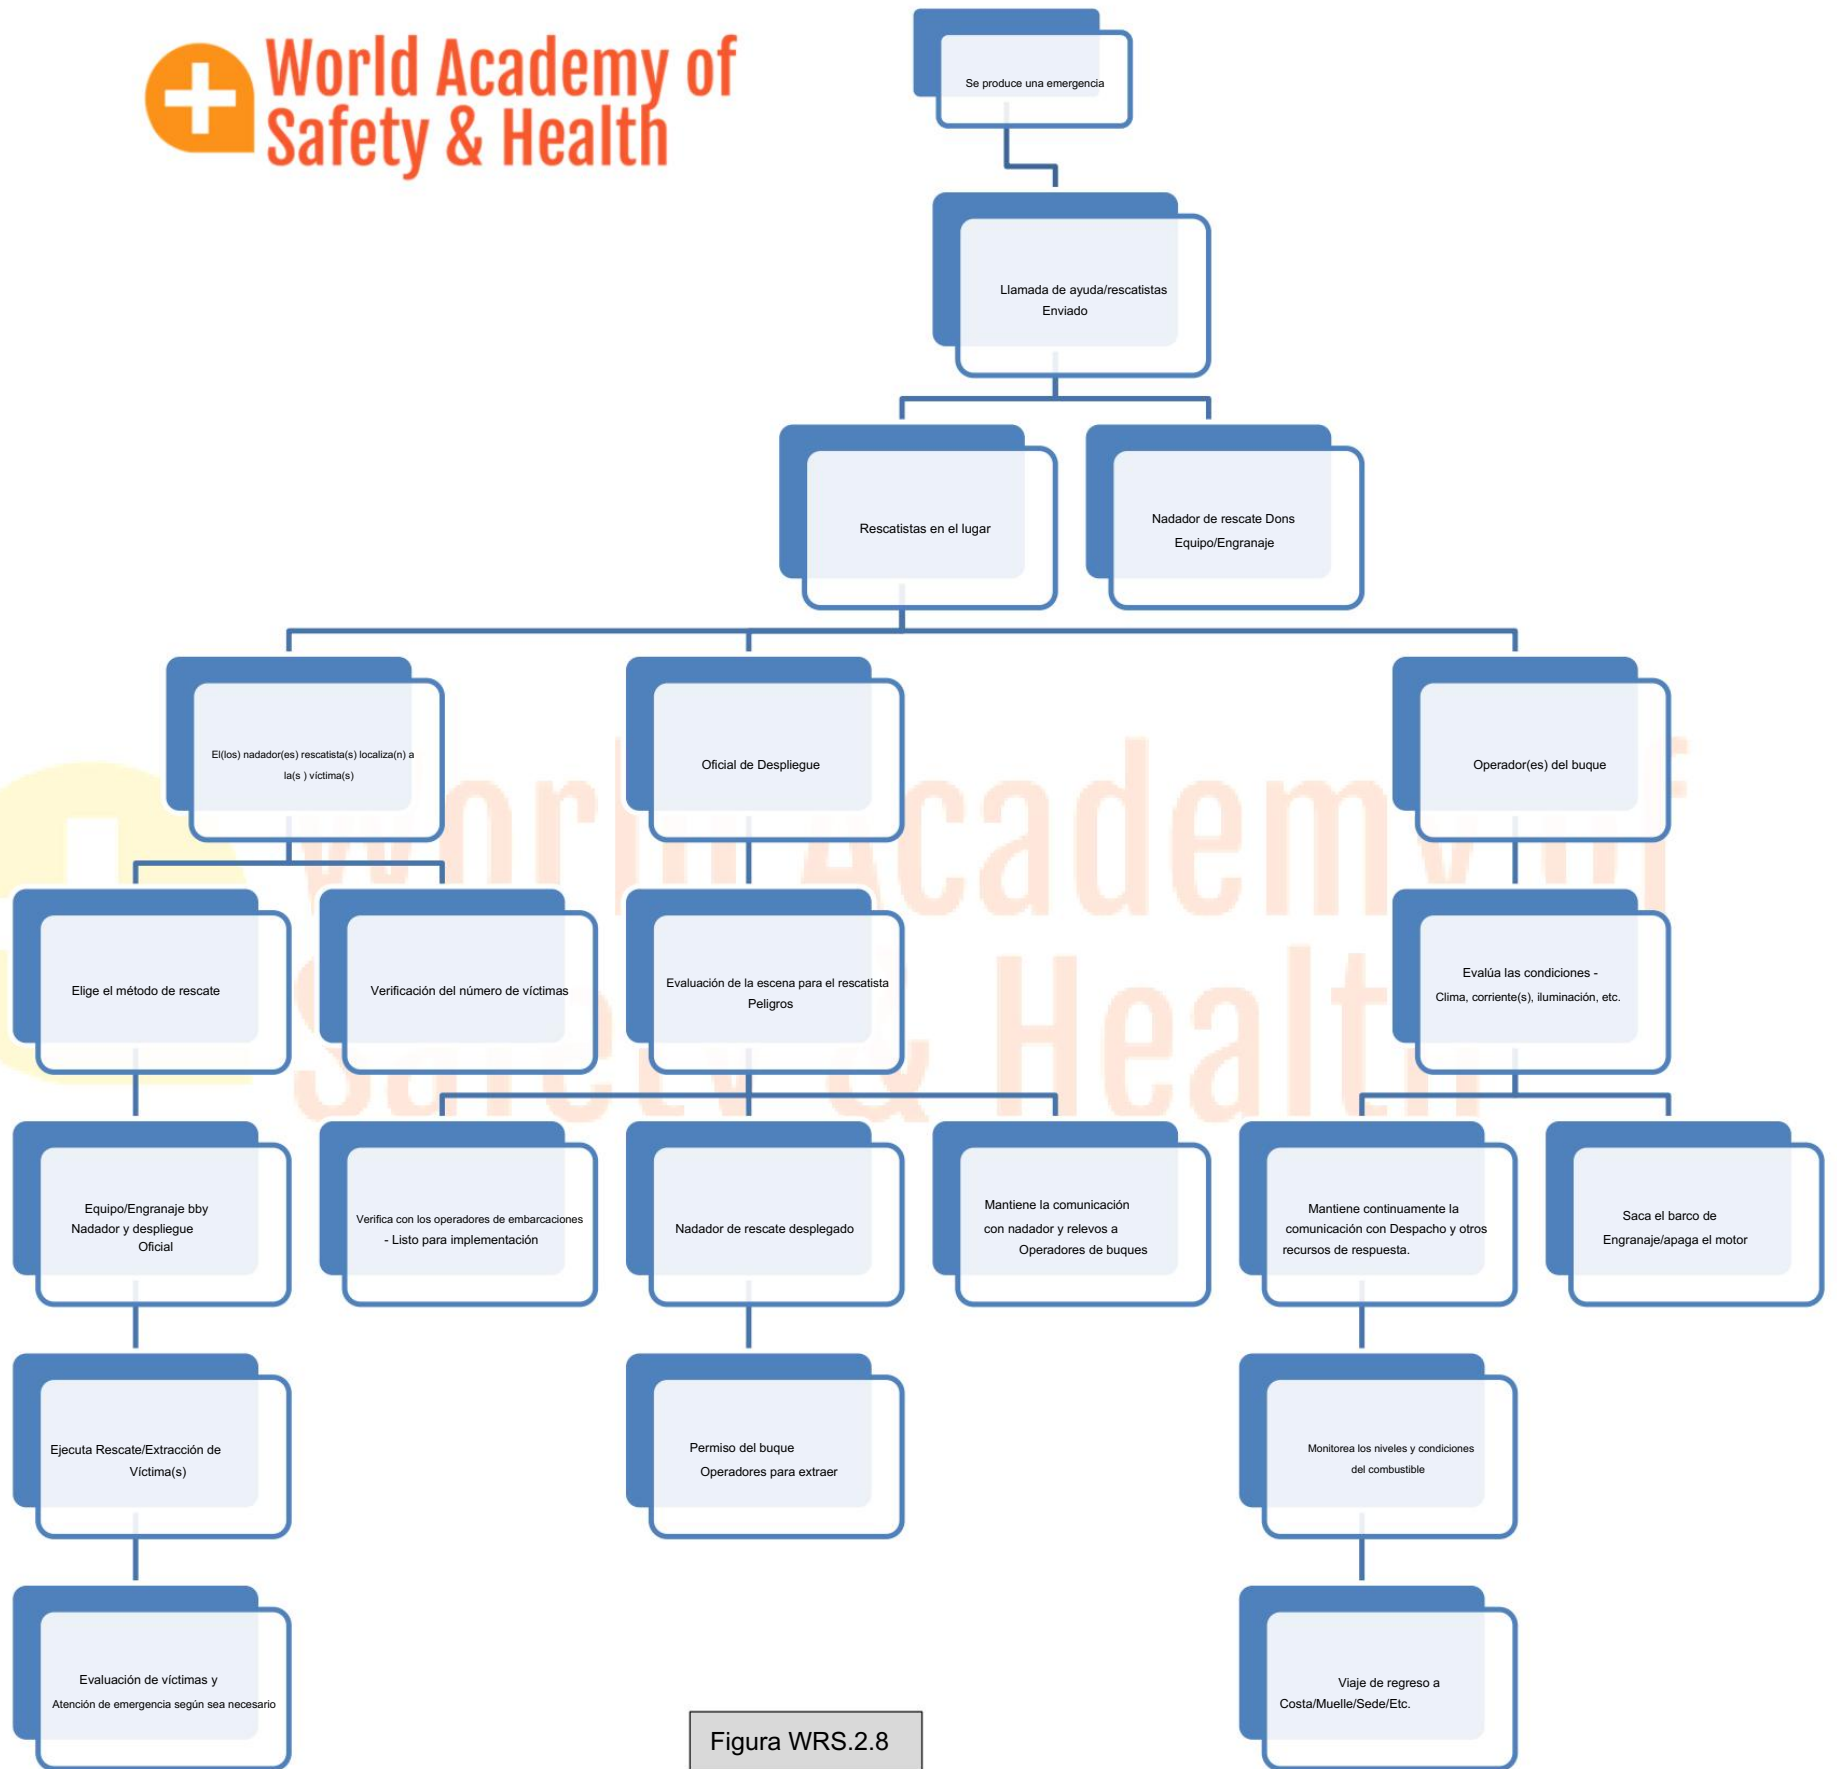 World Academy of
Safety & Health
Se produce una emergencia
Llamada de ayuda/rescatistas
Enviado
Rescatistas en el lugar
Nadador de rescate Dons
Equipo/Engranaje
El(los) nadador(es) rescatista(s) localiza(n) a
la(s ) víctima(s)
Oficial de Despliegue
Operador(es) del buque
World Academy of
Safety & Health
Elige el método de rescate
Verificación del número de víctimas
Evaluación de la escena para el rescatista
Peligros
Evalúa las condiciones -
Clima, corriente(s), iluminación, etc.
Equipo/Engranaje bby
Nadador y despliegue
Oficial
Verifica con los operadores de embarcaciones
- Listo para implementación
Nadador de rescate desplegado
Mantiene la comunicación
con nadador y relevos a
Operadores de buques
Mantiene continuamente la
comunicación con Despacho y otros
recursos de respuesta.
Saca el barco de
Engranaje/apaga el motor
Ejecuta Rescate/Extracción de
Víctima(s)
Permiso del buque
Operadores para extraer
Monitorea los niveles y condiciones
del combustible
Evaluación de víctimas y
Atención de emergencia según sea necesario
Viaje de regreso a
Costa/Muelle/Sede/Etc.
Figura WRS.2.8